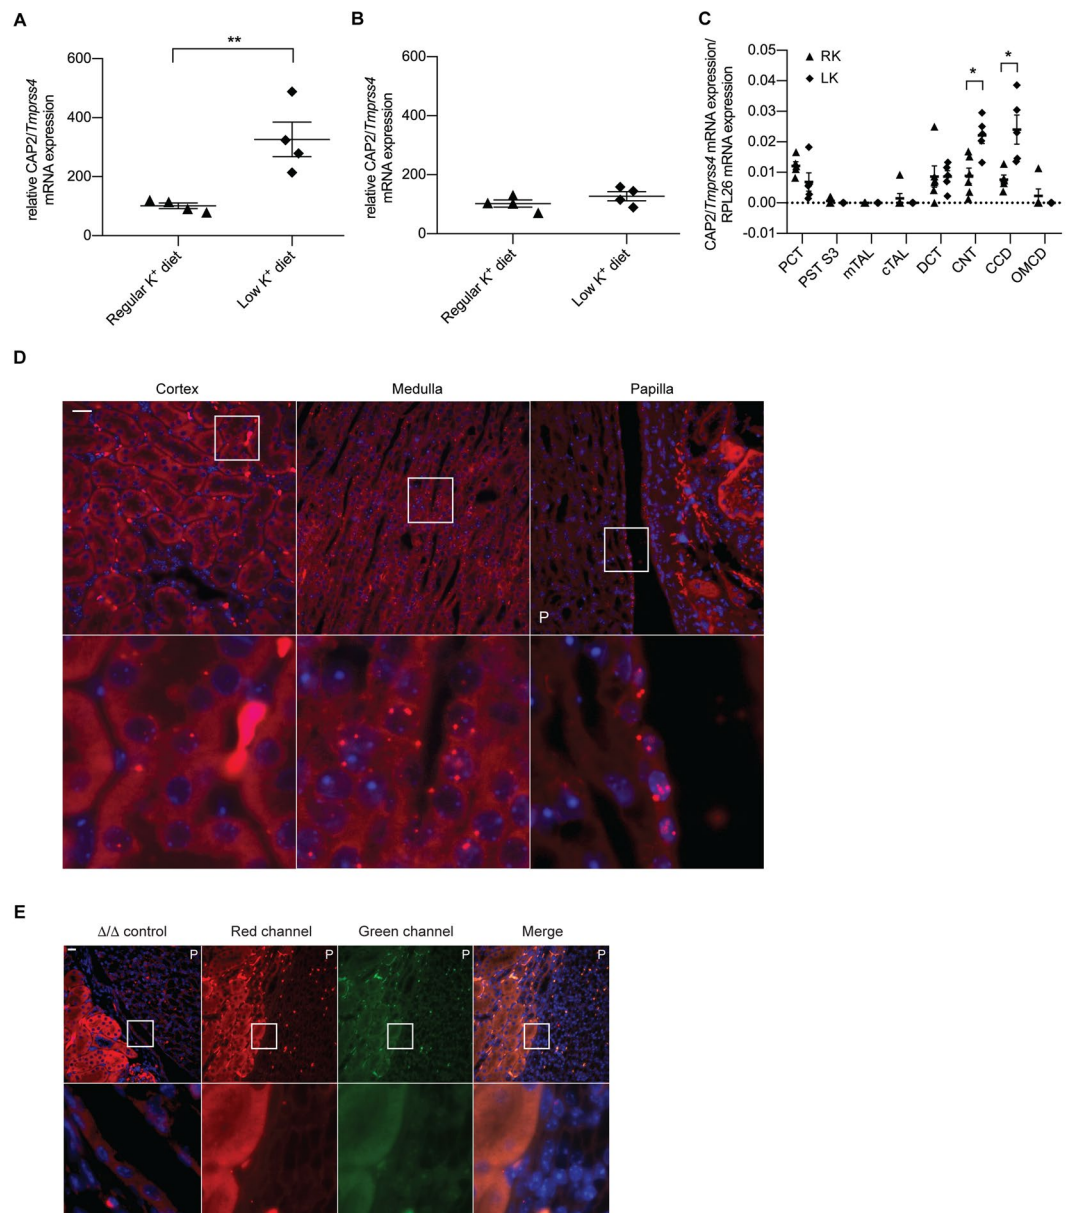 A
relative CAP2/Tmprss4
mRNA expression
600
400
200
0
**
Regular K+ diet
Low K+ diet
B
relative CAP2/Tmprss4
mRNA expression
600
400
200
0
Regular K+ diet
Low K+ diet
C
CAP2/Tmprss4 mRNA expression/
RPL26 mRNA expression
0.05
0.04
0.03
0.02
0.01
0.00
-0.01
RK
LK
*
*
PCT
PST S3
mTAL
cTAL
DCT
CNT
CCD
OMCD
D
Cortex
Medulla
Papilla
P
E
Δ/Δ control
Red channel
Green channel
Merge
P
P
P
P